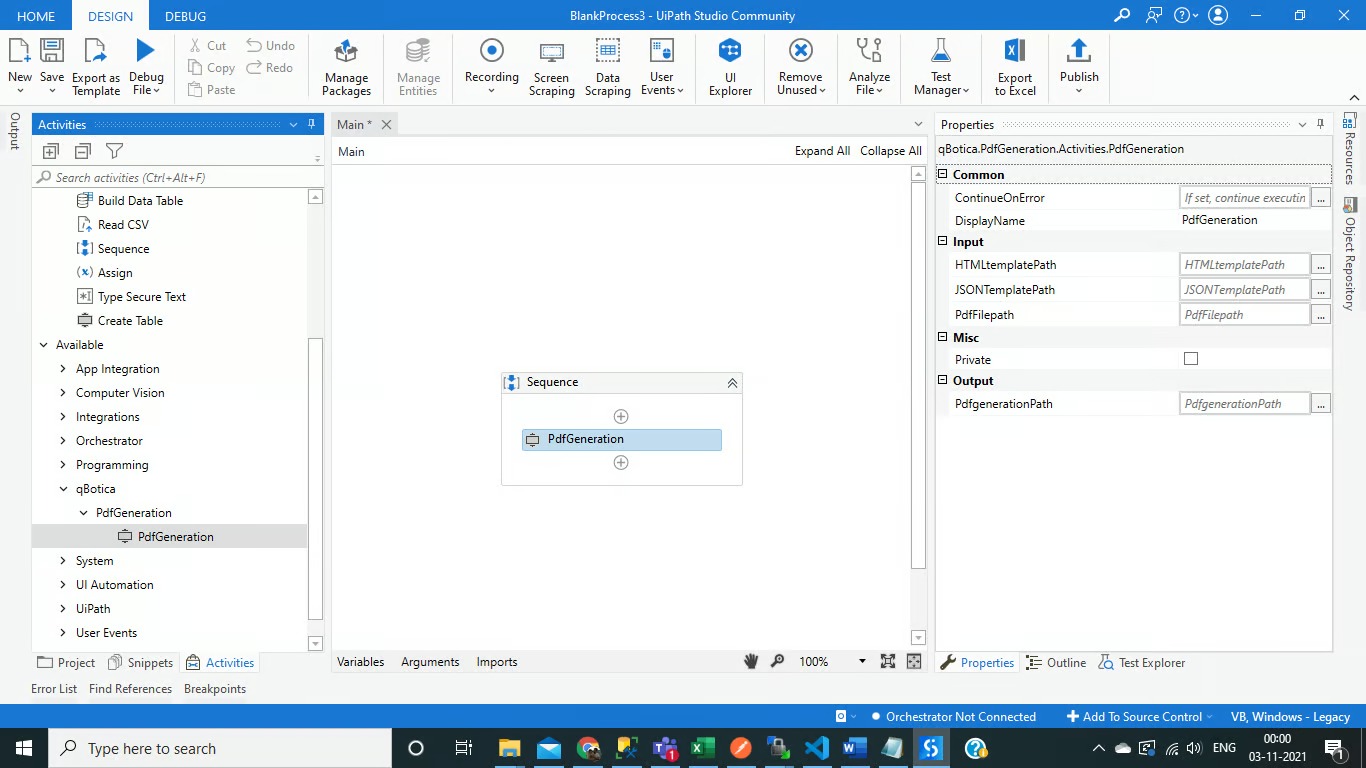 HOME DESIGN DEBUG BlankProcess3 - UiPath Studio Community
New Save Export as Template Debug File
Cut Undo
Copy Redo
Paste
Manage Packages Manage Entities Recording Screen Scraping Data Scraping User Events UI Explorer Remove Unused Analyze File Test Manager Export to Excel Publish
Output
Activities
Search activities (Ctrl+Alt+F)
Build Data Table
Read CSV
Sequence
Assign
Type Secure Text
Create Table
Available
App Integration
Computer Vision
Integrations
Orchestrator
Programming
qBotica
PdfGeneration
PdfGeneration
System
UI Automation
UiPath
User Events
Project Snippets Activities
Main *
Main Expand All Collapse All
Sequence
PdfGeneration
Variables Arguments Imports 100%
Properties
qBotica.PdfGeneration.Activities.PdfGeneration
Common
ContinueOnError If set, continue executin ...
DisplayName PdfGeneration
Input
HTMLtemplatePath HTMLtemplatePath ...
JSONTemplatePath JSONTemplatePath ...
PdfFilepath PdfFilepath ...
Misc
Private
Output
PdfgenerationPath PdfgenerationPath ...
Properties Outline Test Explorer
Resources
Object Repository
Error List Find References Breakpoints
Orchestrator Not Connected Add To Source Control VB, Windows - Legacy
Type here to search
ENG
00:00
03-11-2021
1